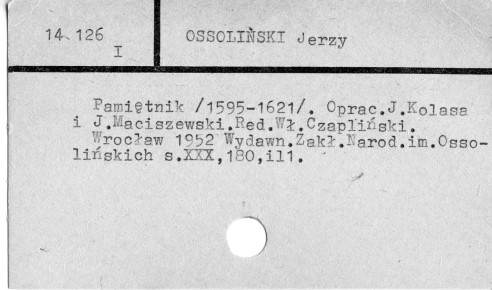 14.126 OSSOLIŃSKI Jerzy
I
Pamiętnik /1595-1621/. Oprac.J.Kolasa
i J.Maciszewski.Red.Wł.Czapliński.
Wrocław 1952 Wydawn.Zakł.Narod.im.Osso-
lińskich s.XXX,180,ill.